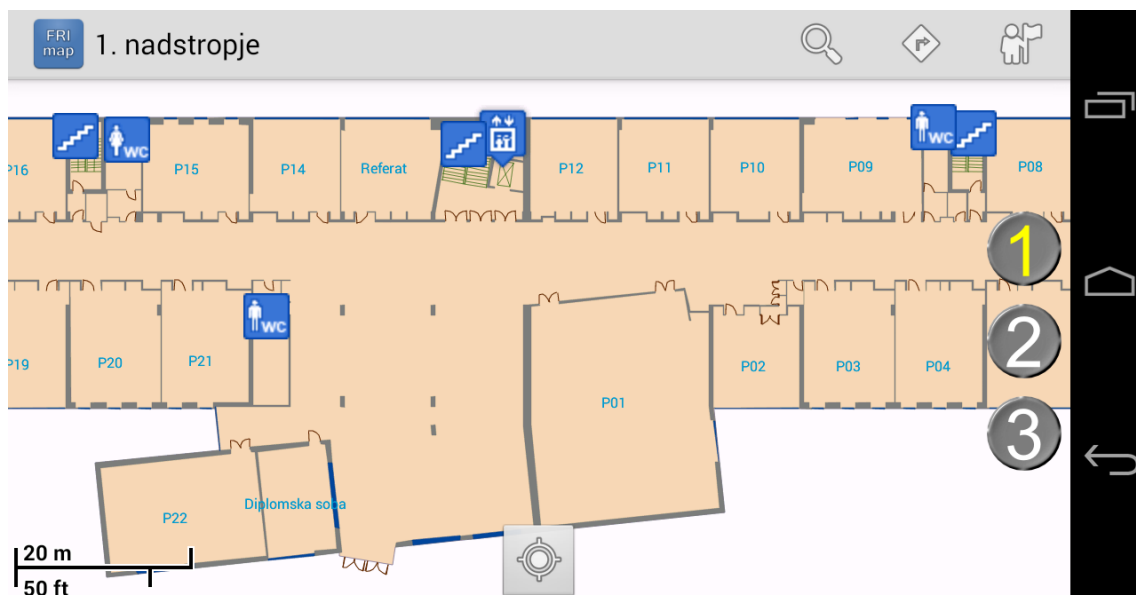 FRI
map
1. nadstropje
WC
WC
P16
P15
P14
Referat
P12
P11
P10
P09
P08
1
WC
P19
P20
P21
P02
P03
P04
2
P01
3
Diplomska soba
P22
20 m
50 ft